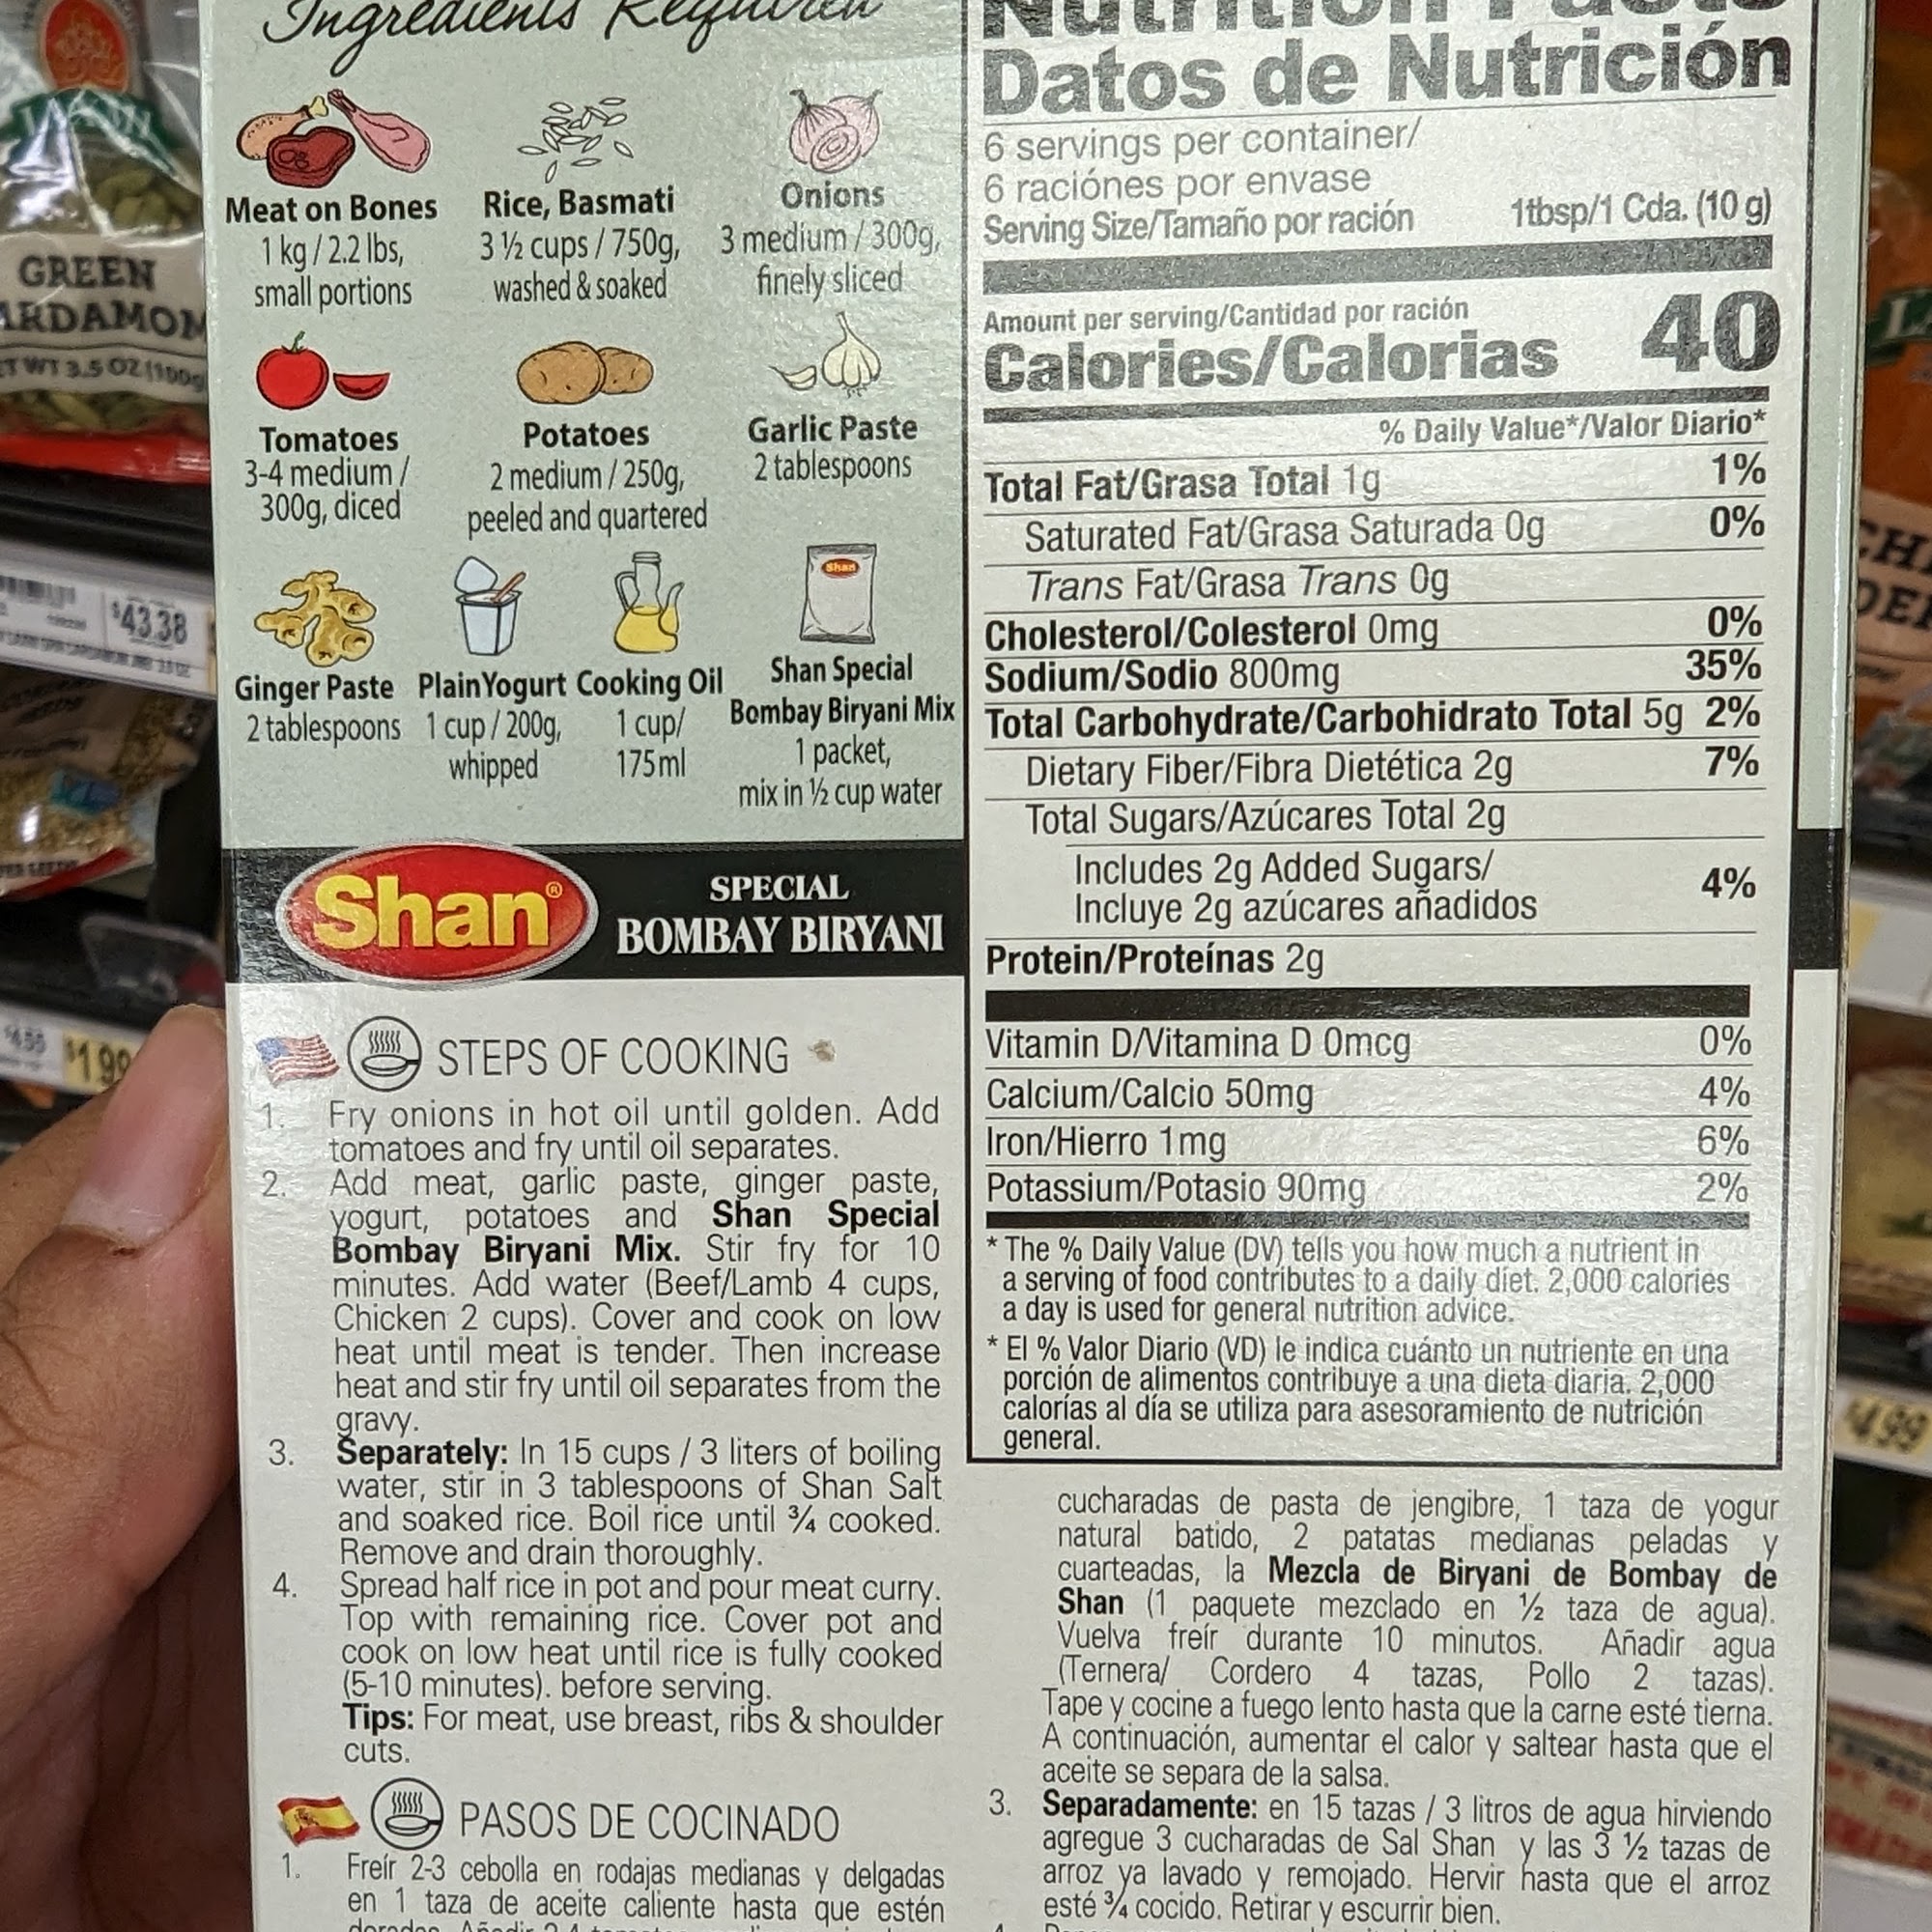 Ingredients Required
Meat on Bones
1 kg / 2.2 lbs,
small portions
Rice, Basmati
3 ½ cups / 750g,
washed & soaked
Onions
3 medium / 300g,
finely sliced
Tomatoes
3-4 medium /
300g, diced
Potatoes
2 medium / 250g,
peeled and quartered
Garlic Paste
2 tablespoons
Ginger Paste
2 tablespoons
Plain Yogurt
1 cup / 200g,
whipped
Cooking Oil
1 cup/
175ml
Shan
Shan Special
Bombay Biryani Mix
1 packet,
mix in ½ cup water
Shan®
SPECIAL
BOMBAY BIRYANI
STEPS OF COOKING
1. Fry onions in hot oil until golden. Add
tomatoes and fry until oil separates.
2. Add meat, garlic paste, ginger paste,
yogurt, potatoes and Shan Special
Bombay Biryani Mix. Stir fry for 10
minutes. Add water (Beef/Lamb 4 cups,
Chicken 2 cups). Cover and cook on low
heat until meat is tender. Then increase
heat and stir fry until oil separates from the
gravy.
3. Separately: In 15 cups / 3 liters of boiling
water, stir in 3 tablespoons of Shan Salt
and soaked rice. Boil rice until ¾ cooked.
Remove and drain thoroughly.
4. Spread half rice in pot and pour meat curry.
Top with remaining rice. Cover pot and
cook on low heat until rice is fully cooked
(5-10 minutes). before serving.
Tips: For meat, use breast, ribs & shoulder
cuts.
PASOS DE COCINADO
1. Freír 2-3 cebolla en rodajas medianas y delgadas
en 1 taza de aceite caliente hasta que estén
Nutrition Facts
Datos de Nutrición
6 servings per container/
6 raciónes por envase
Serving Size/Tamaño por ración 1tbsp/1 Cda. (10 g)
Amount per serving/Cantidad por ración
Calories/Calorias 40
% Daily Value*/Valor Diario*
Total Fat/Grasa Total 1g 1%
Saturated Fat/Grasa Saturada 0g 0%
Trans Fat/Grasa Trans 0g
Cholesterol/Colesterol 0mg 0%
Sodium/Sodio 800mg 35%
Total Carbohydrate/Carbohidrato Total 5g 2%
Dietary Fiber/Fibra Dietética 2g 7%
Total Sugars/Azúcares Total 2g
Includes 2g Added Sugars/
Incluye 2g azúcares añadidos 4%
Protein/Proteínas 2g
Vitamin D/Vitamina D 0mcg 0%
Calcium/Calcio 50mg 4%
Iron/Hierro 1mg 6%
Potassium/Potasio 90mg 2%
* The % Daily Value (DV) tells you how much a nutrient in
a serving of food contributes to a daily diet. 2,000 calories
a day is used for general nutrition advice.
* El % Valor Diario (VD) le indica cuánto un nutriente en una
porción de alimentos contribuye a una dieta diaria. 2,000
calorías al día se utiliza para asesoramiento de nutrición
general.
cucharadas de pasta de jengibre, 1 taza de yogur
natural batido, 2 patatas medianas peladas y
cuarteadas, la Mezcla de Biryani de Bombay de
Shan (1 paquete mezclado en ½ taza de agua).
Vuelva freír durante 10 minutos. Añadir agua
(Ternera/ Cordero 4 tazas, Pollo 2 tazas).
Tape y cocine a fuego lento hasta que la carne esté tierna.
A continuación, aumentar el calor y saltear hasta que el
aceite se separa de la salsa.
3. Separadamente: en 15 tazas / 3 litros de agua hirviendo
agregue 3 cucharadas de Sal Shan y las 3 ½ tazas de
arroz ya lavado y remojado. Hervir hasta que el arroz
esté ¾ cocido. Retirar y escurrir bien.
GREEN
ARDAMON
ET WT 3.5 OZ (100g
$43.38
$1.99
4.99